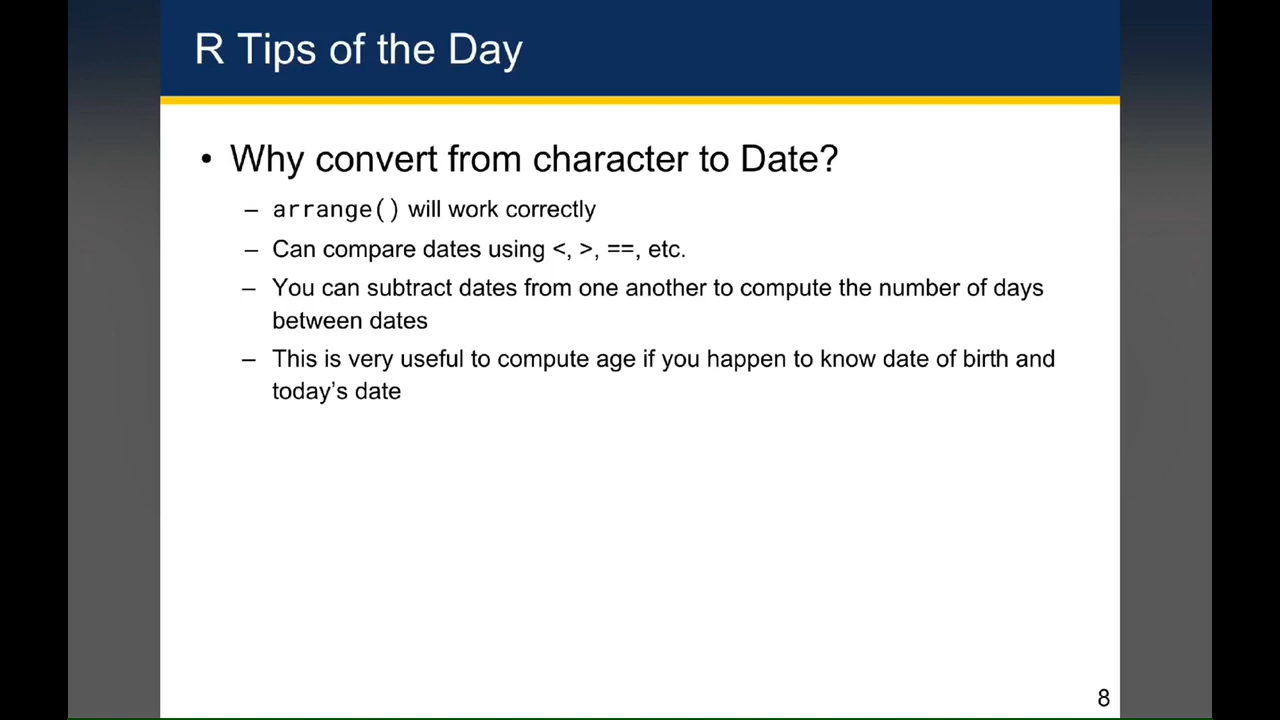 R Tips of the Day
• Why convert from character to Date?
– arrange() will work correctly
– Can compare dates using <, >, ==, etc.
– You can subtract dates from one another to compute the number of days
between dates
– This is very useful to compute age if you happen to know date of birth and
today’s date
8